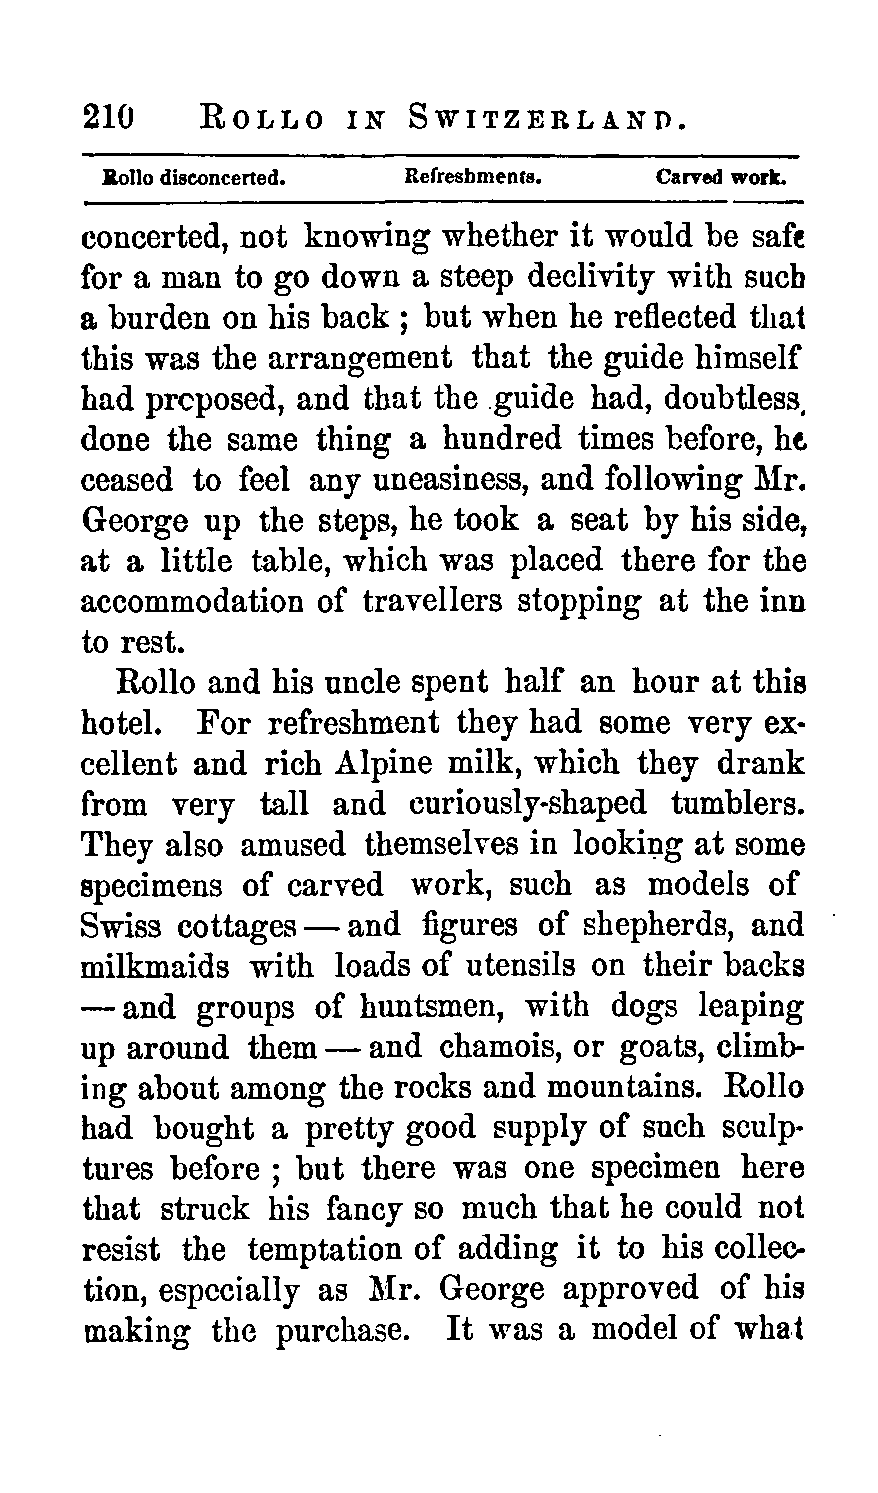 210 ROLLO IN SWITZERLAND.
Rollo disconcerted. Refreshments. Carved work.
concerted, not knowing whether it would be safe
for a man to go down a steep declivity with such
a burden on his back ; but when he reflected that
this was the arrangement that the guide himself
had proposed, and that the guide had, doubtless,
done the same thing a hundred times before, he
ceased to feel any uneasiness, and following Mr.
George up the steps, he took a seat by his side,
at a little table, which was placed there for the
accommodation of travellers stopping at the inn
to rest.
Rollo and his uncle spent half an hour at this
hotel. For refreshment they had some very ex-
cellent and rich Alpine milk, which they drank
from very tall and curiously-shaped tumblers.
They also amused themselves in looking at some
specimens of carved work, such as models of
Swiss cottages — and figures of shepherds, and
milkmaids with loads of utensils on their backs
— and groups of huntsmen, with dogs leaping
up around them — and chamois, or goats, climb-
ing about among the rocks and mountains. Rollo
had bought a pretty good supply of such sculp-
tures before ; but there was one specimen here
that struck his fancy so much that he could not
resist the temptation of adding it to his collec-
tion, especially as Mr. George approved of his
making the purchase. It was a model of what